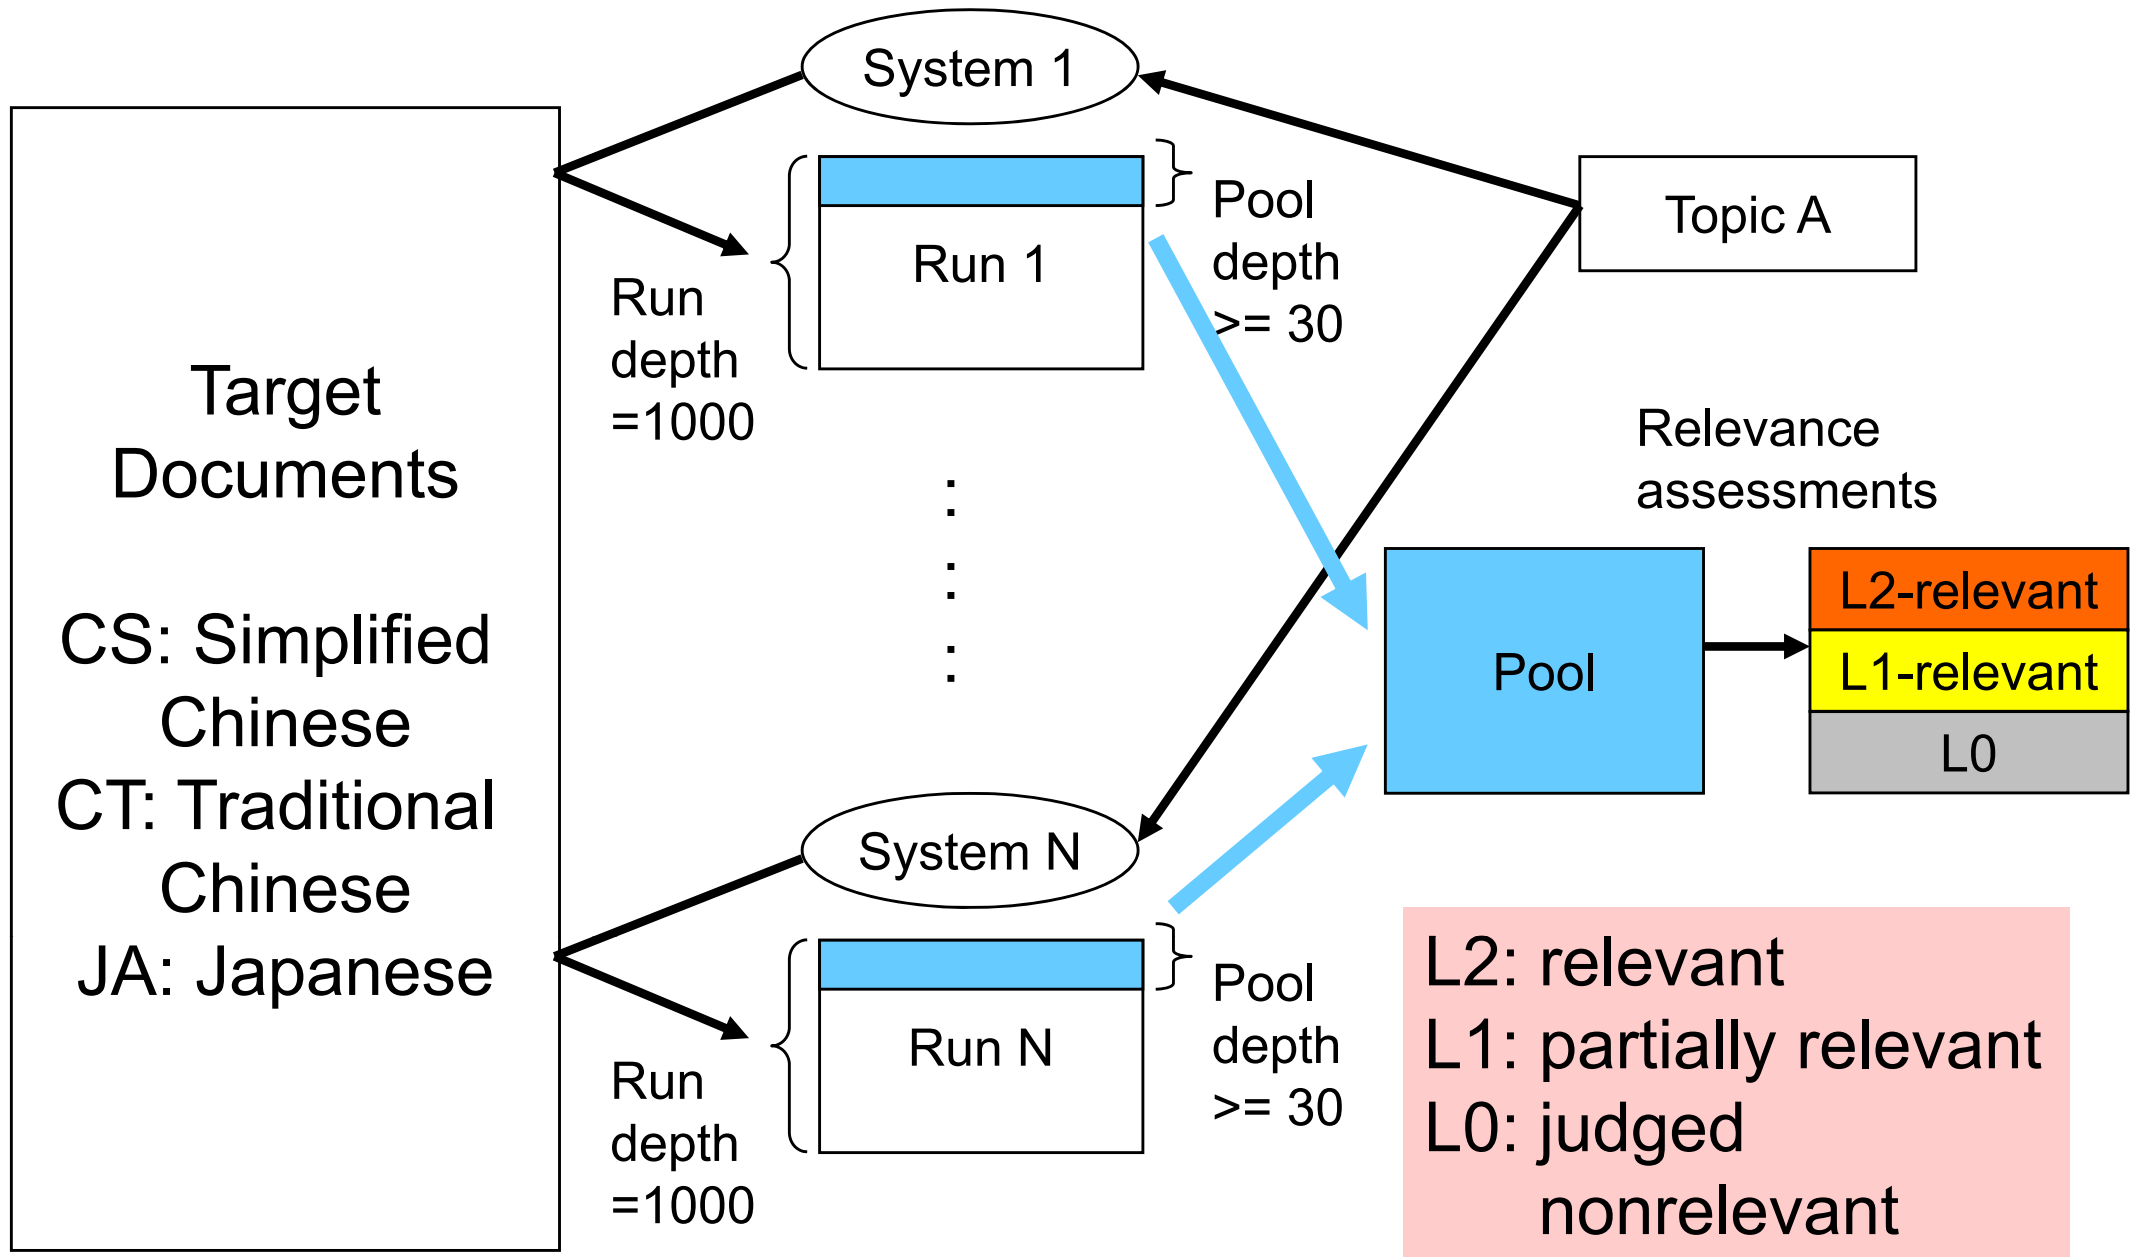 System 1
Target
Documents
CS: Simplified
Chinese
CT: Traditional
Chinese
JA: Japanese
Run
depth
=1000
Run 1
Pool
depth
>= 30
Topic A
:
:
:
Relevance
assessments
Pool
L2-relevant
L1-relevant
L0
System N
Run
depth
=1000
Run N
Pool
depth
>= 30
L2: relevant
L1: partially relevant
L0: judged
nonrelevant